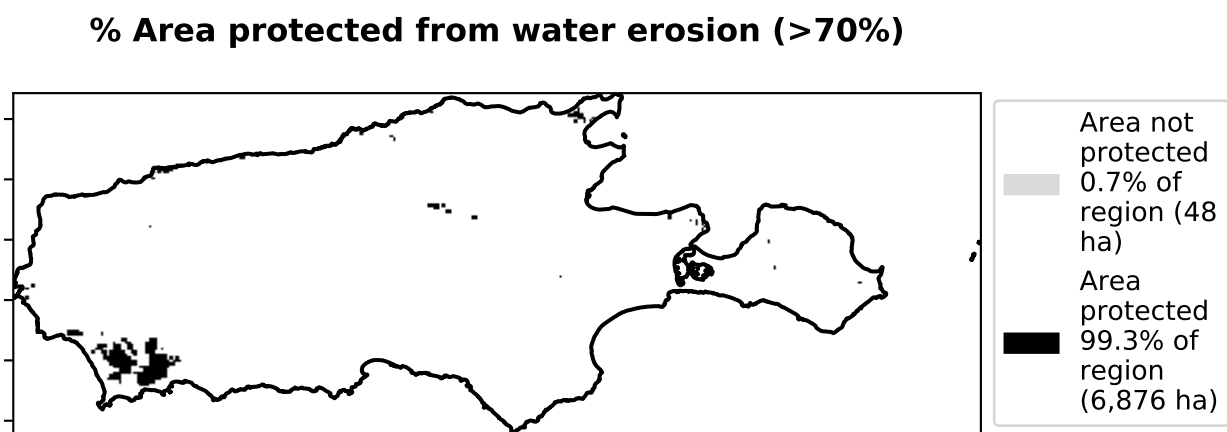 % Area protected from water erosion (>70%)
Area not
protected
0.7% of
region (48
ha)
Area
protected
99.3% of
region
(6,876 ha)